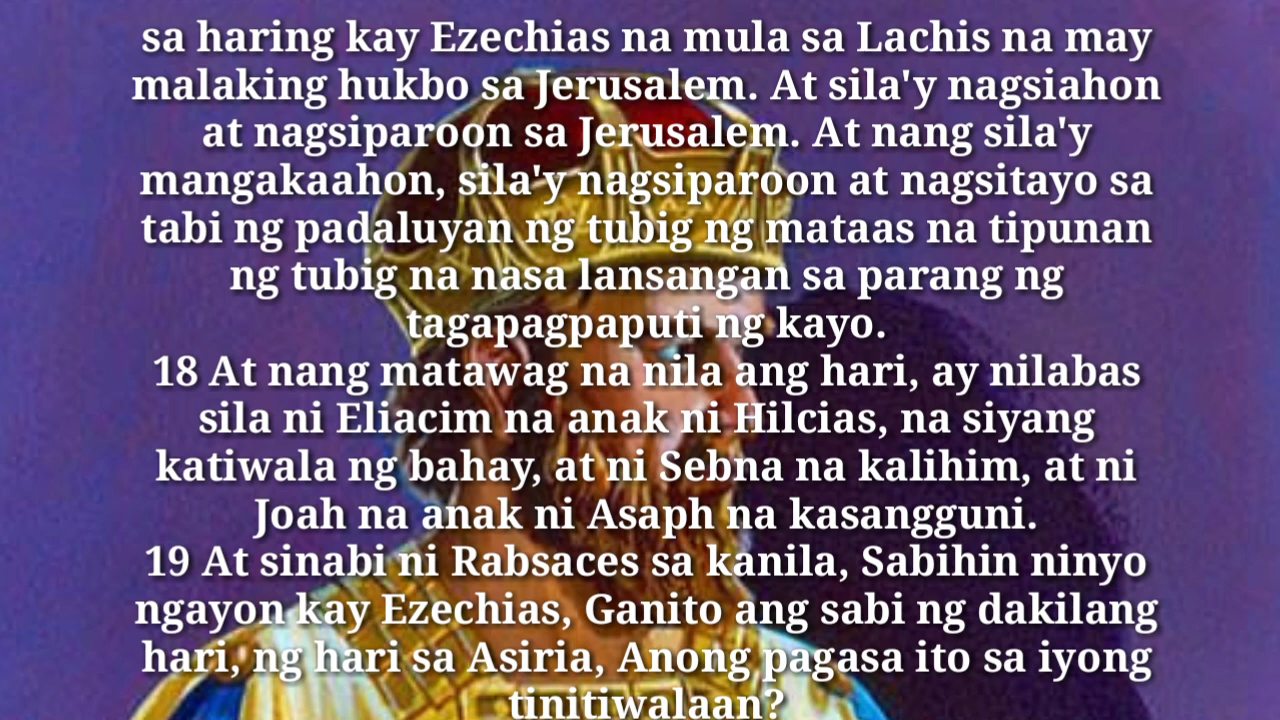 sa haring kay Ezechias na mula sa Lachis na may
malaking hukbo sa Jerusalem. At sila'y nagsiahon
at nagsiparoon sa Jerusalem. At nang sila'y
mangakaahon, sila'y nagsiparoon at nagsitayo sa
tabi ng padaluyan ng tubig ng mataas na tipunan
ng tubig na nasa lansangan sa parang ng
tagapagpaputi ng kayo.
18 At nang matawag na nila ang hari, ay nilabas
sila ni Eliacim na anak ni Hilcias, na siyang
katiwala ng bahay, at ni Sebna na kalihim, at ni
Joah na anak ni Asaph na kasangguni.
19 At sinabi ni Rabsaces sa kanila, Sabihin ninyo
ngayon kay Ezechias, Ganito ang sabi ng dakilang
hari, ng hari sa Asiria, Anong pagasa ito sa iyong
tinitiwalaan?